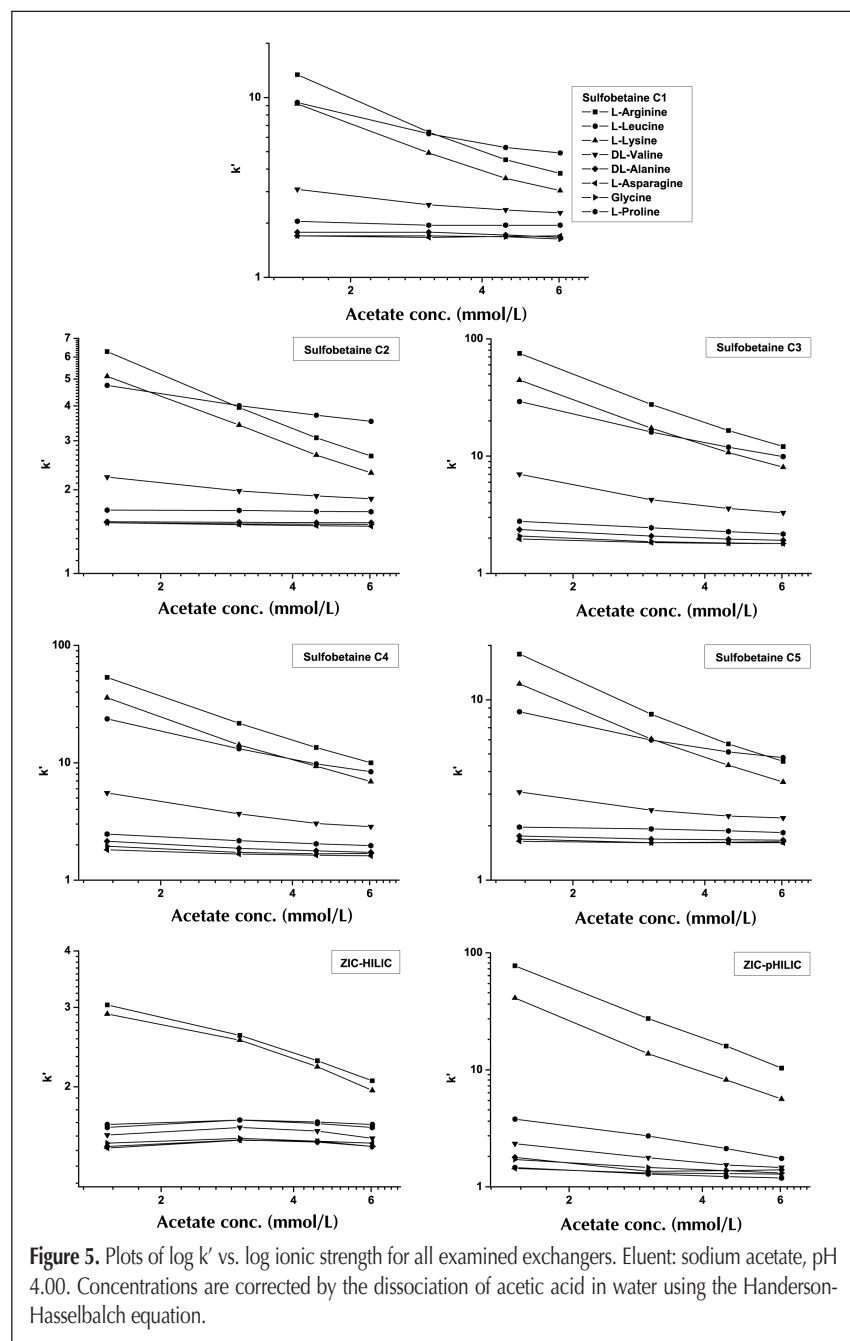 10
1
k'
2
4
6
Acetate conc. (mmol/L)
Sulfobetaine C1
L-Arginine
L-Leucine
L-Lysine
DL-Valine
DL-Alanine
L-Asparagine
Glycine
L-Proline
7
6
5
4
3
2
1
k'
2
4
6
Acetate conc. (mmol/L)
Sulfobetaine C2
100
10
1
k'
2
4
6
Acetate conc. (mmol/L)
Sulfobetaine C3
100
10
1
k'
2
4
6
Acetate conc. (mmol/L)
Sulfobetaine C4
10
1
k'
2
4
6
Acetate conc. (mmol/L)
Sulfobetaine C5
4
3
2
k'
2
4
6
Acetate conc. (mmol/L)
ZIC-HILIC
100
10
1
k'
2
4
6
Acetate conc. (mmol/L)
ZIC-pHILIC
Figure 5. Plots of log k’ vs. log ionic strength for all examined exchangers. Eluent: sodium acetate, pH
4.00. Concentrations are corrected by the dissociation of acetic acid in water using the Handerson-
Hasselbalch equation.